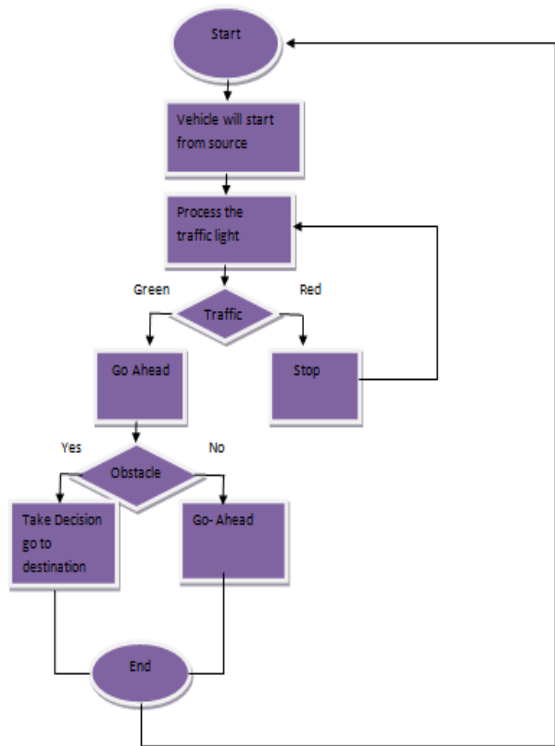 Start
Vehicle will start
from source
Process the
traffic light
Green
Red
Traffic
Go Ahead
Stop
Yes
No
Obstacle
Take Decision
go to
destination
Go- Ahead
End